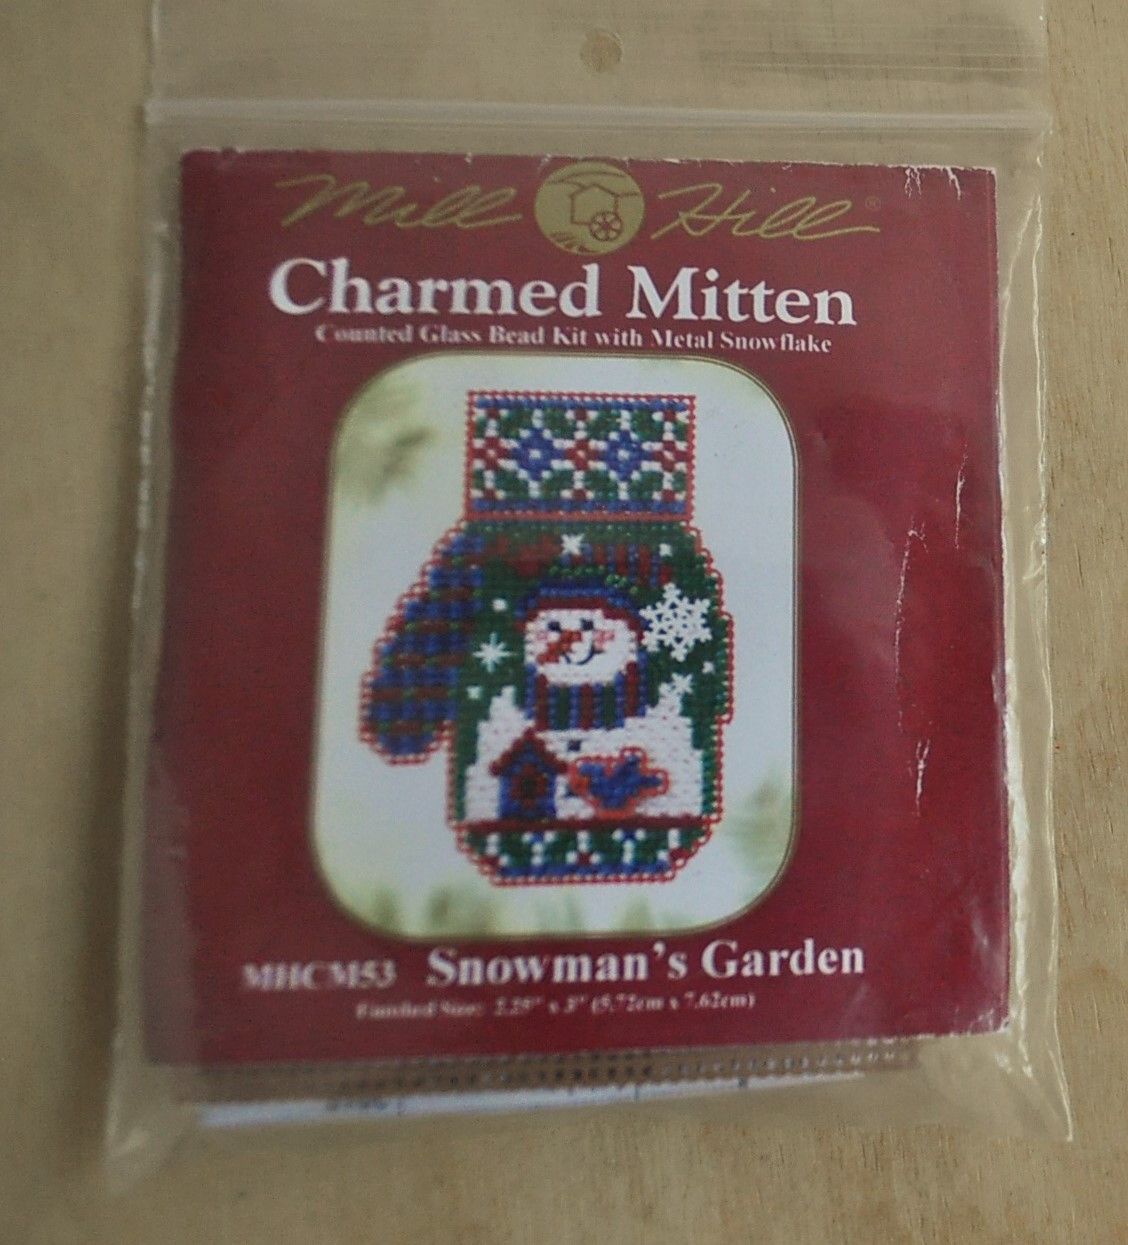 Mill Hill®
Charmed Mitten
Counted Glass Bead Kit with Metal Snowflake
MHCM53 Snowman's Garden
Finished Size: 2.25" x 3" (5.72cm x 7.62cm)